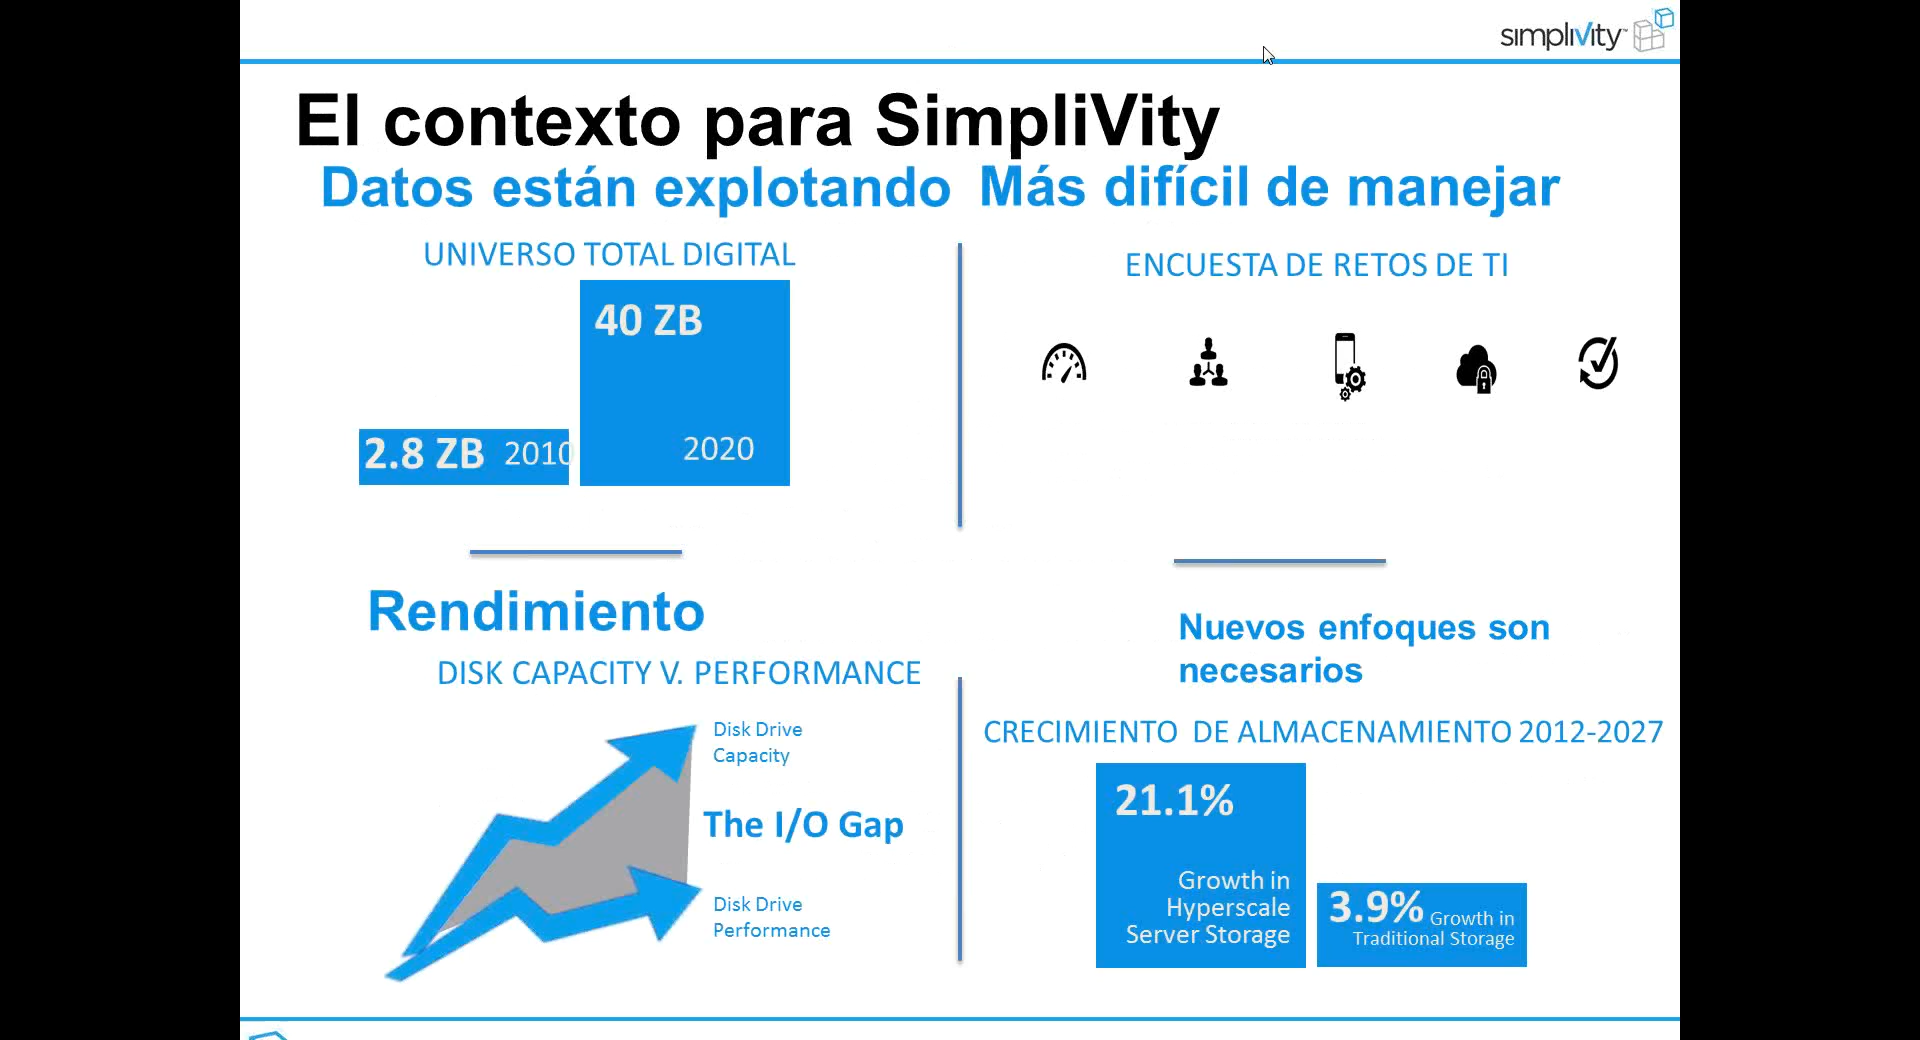 simplivity
El contexto para SimpliVity
Datos están explotando
UNIVERSO TOTAL DIGITAL
40 ZB
2020
2.8 ZB 2010
Más difícil de manejar
ENCUESTA DE RETOS DE TI
Rendimiento
DISK CAPACITY V. PERFORMANCE
Disk Drive
Capacity
The I/O Gap
Disk Drive
Performance
Nuevos enfoques son
necesarios
CRECIMIENTO DE ALMACENAMIENTO 2012-2027
21.1%
Growth in
Hyperscale
Server Storage
3.9% Growth in
Traditional Storage